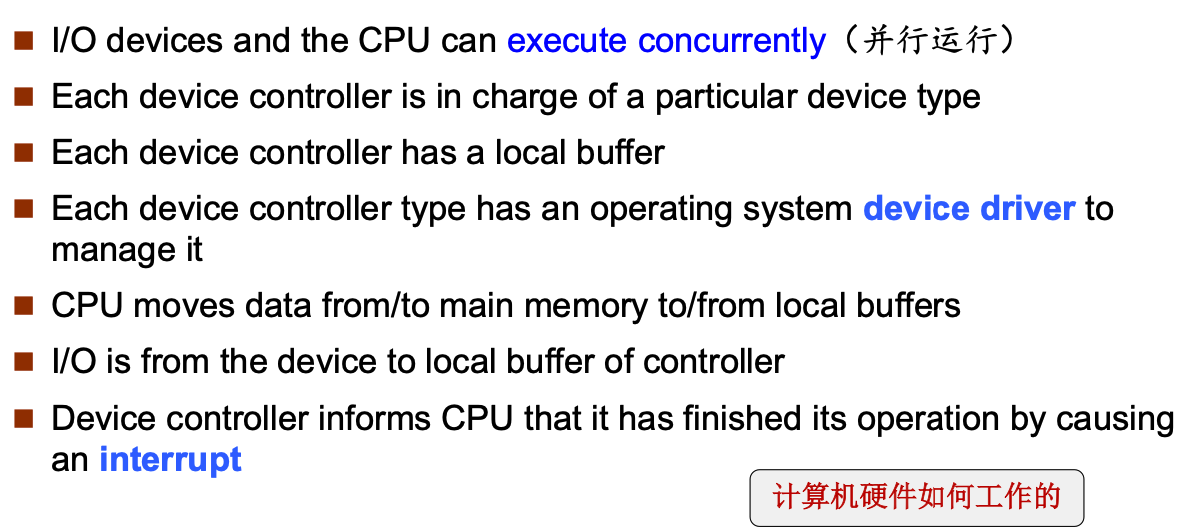 I/O devices and the CPU can execute concurrently（并行运行）
Each device controller is in charge of a particular device type
Each device controller has a local buffer
Each device controller type has an operating system device driver to
manage it
CPU moves data from/to main memory to/from local buffers
I/O is from the device to local buffer of controller
Device controller informs CPU that it has finished its operation by causing
an interrupt
计算机硬件如何工作的